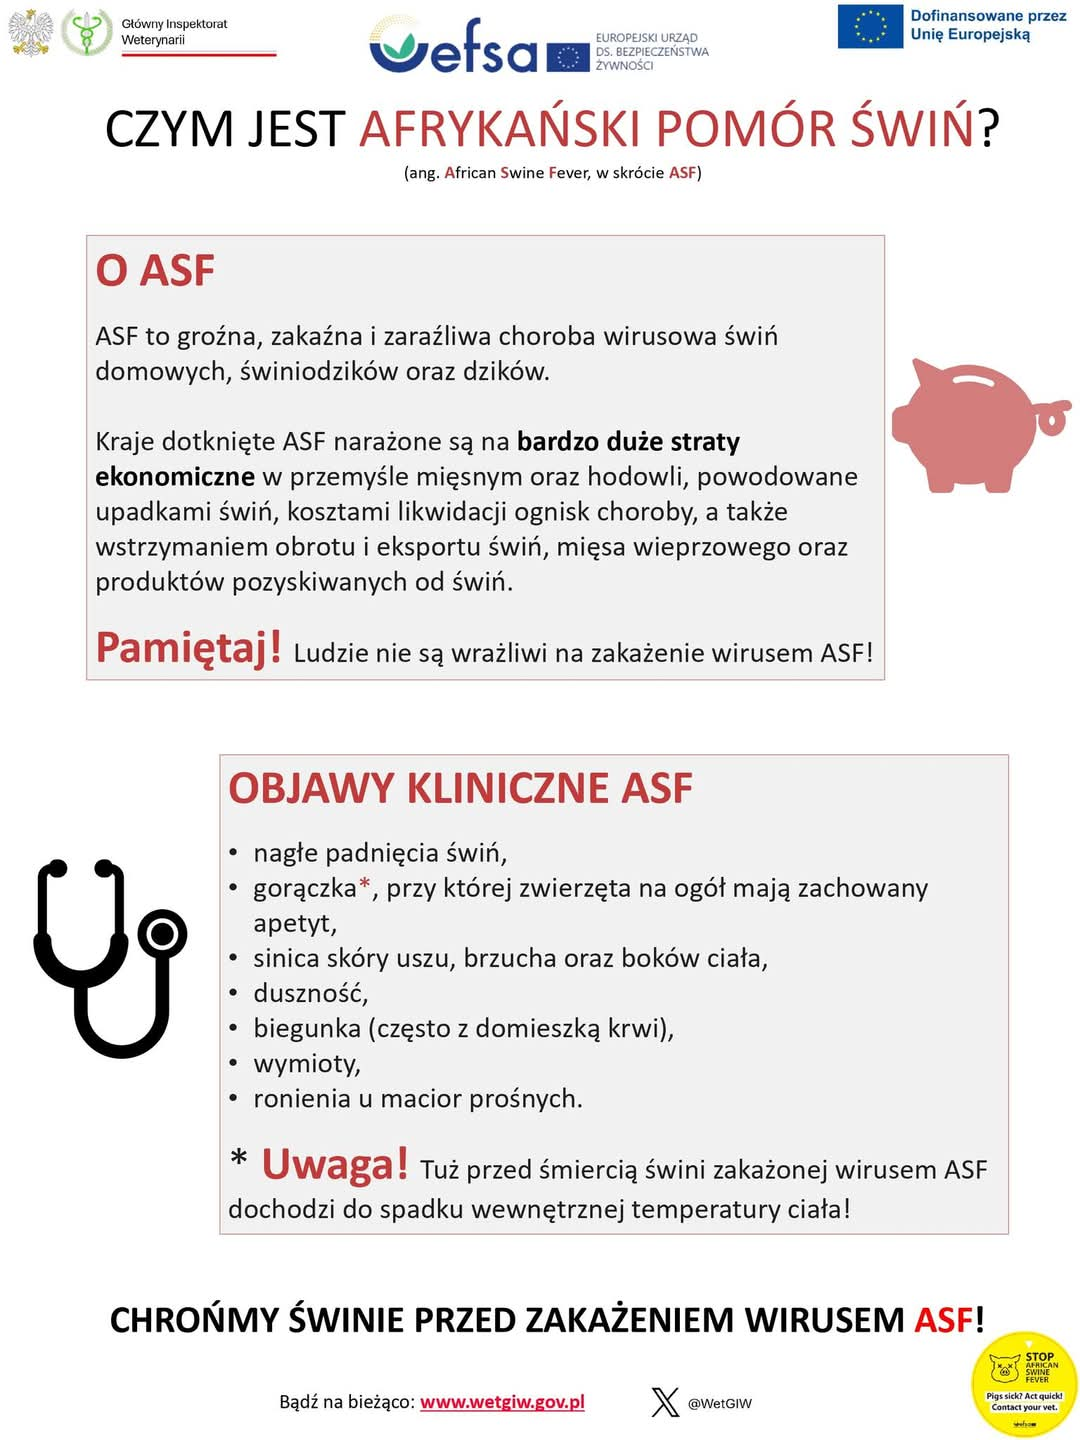 Główny Inspektorat
Weterynarii
efsa
EUROPEJSKI URZĄD
DS. BEZPIECZEŃSTWA
ŻYWNOŚCI
Dofinansowane przez
Unię Europejską
CZYM JEST AFRYKAŃSKI POMÓR ŚWIŃ?
(ang. African Swine Fever, w skrócie ASF)
O ASF
ASF to groźna, zakaźna i zaraźliwa choroba wirusowa świń
domowych, świniodzików oraz dzików.
Kraje dotknięte ASF narażone są na bardzo duże straty
ekonomiczne w przemyśle mięsnym oraz hodowli, powodowane
upadkami świń, kosztami likwidacji ognisk choroby, a także
wstrzymaniem obrotu i eksportu świń, mięsa wieprzowego oraz
produktów pozyskiwanych od świń.
Pamiętaj! Ludzie nie są wrażliwi na zakażenie wirusem ASF!
OBJAWY KLINICZNE ASF
• nagłe padnięcia świń,
• gorączka*, przy której zwierzęta na ogół mają zachowany
apetyt,
• sinica skóry uszu, brzucha oraz boków ciała,
• duszność,
• biegunka (często z domieszką krwi),
• wymioty,
• ronienia u macior prośnych.
* Uwaga! Tuż przed śmiercią świni zakażonej wirusem ASF
dochodzi do spadku wewnętrznej temperatury ciała!
CHROŃMY ŚWINIE PRZED ZAKAŻENIEM WIRUSEM ASF!
Bądź na bieżąco: www.wetgiw.gov.pl
@WetGIW
STOP
AFRICAN
SWINE
FEVER
Pigs sick? Act quick!
Contact your vet.
efsa